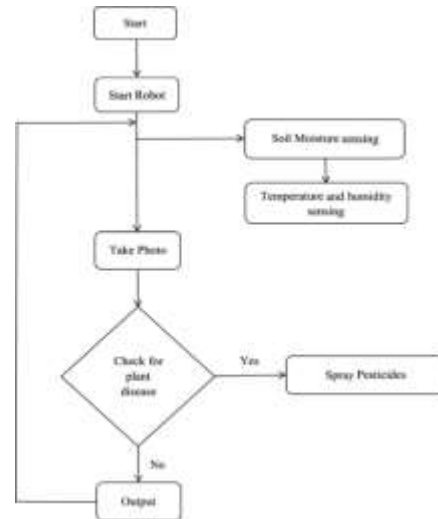 Start
Start Robot
Soil Moisture sensing
Temperature and humidity
sensing
Take Photo
Check for
plant
disease
Yes
Spray Pesticides
No
Output